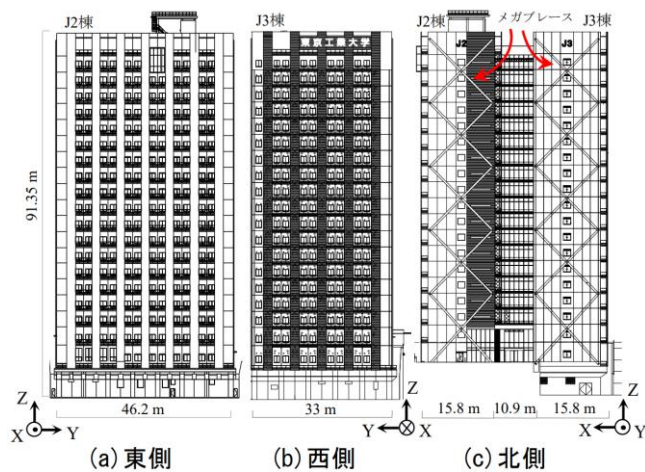 J2棟
J3棟
J2棟
メガブレース
J3棟
東京工業大学
J2
J3
91.35 m
Z
X
Y
46.2 m
Z
Y
X
33 m
Z
X
Y
15.8 m
10.9 m
15.8 m
(a) 東側
(b) 西側
(c) 北側